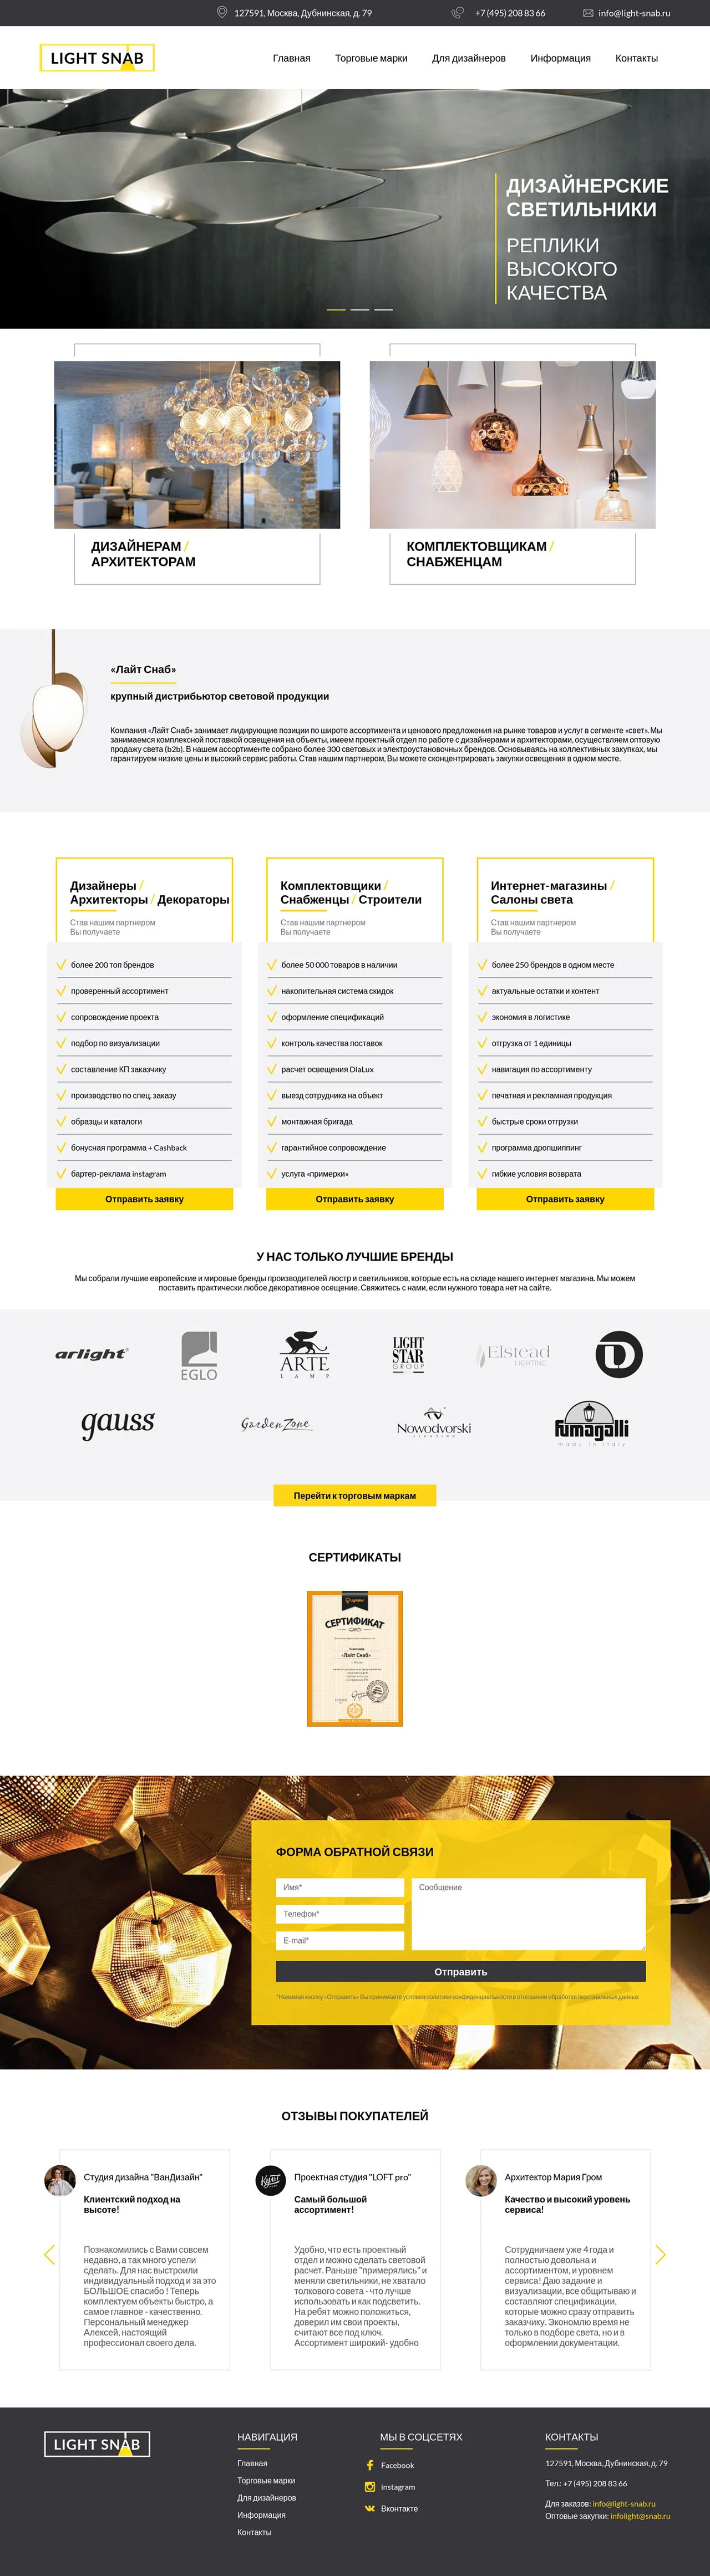 127591, Москва, Дубнинская, д. 79
+7 (495) 208 83 66
info@light-snab.ru
LIGHT SNAB
Главная
Торговые марки
Для дизайнеров
Информация
Контакты
ДИЗАЙНЕРСКИЕ
СВЕТИЛЬНИКИ
РЕПЛИКИ
ВЫСОКОГО
КАЧЕСТВА
ДИЗАЙНЕРАМ /
АРХИТЕКТОРАМ
КОМПЛЕКТОВЩИКАМ /
СНАБЖЕНЦАМ
«Лайт Снаб»
крупный дистрибьютор световой продукции
Компания «Лайт Снаб» занимает лидирующие позиции по широте ассортимента и ценового предложения на рынке товаров и услуг в сегменте «свет». Мы
занимаемся комплексной поставкой освещения на объекты, имеем проектный отдел по работе с дизайнерами и архитекторами, осуществляем оптовую
продажу света (b2b). В нашем ассортименте собрано более 300 световых и электроустановочных брендов. Основываясь на коллективных закупках, мы
гарантируем низкие цены и высокий сервис работы. Став нашим партнером, Вы можете сконцентрировать закупки освещения в одном месте.
Дизайнеры /
Архитекторы / Декораторы
Став нашим партнером
Вы получаете
более 200 топ брендов
проверенный ассортимент
сопровождение проекта
подбор по визуализации
составление КП заказчику
производство по спец. заказу
образцы и каталоги
бонусная программа + Cashback
бартер-реклама instagram
Отправить заявку
Комплектовщики /
Снабженцы / Строители
Став нашим партнером
Вы получаете
более 50 000 товаров в наличии
накопительная система скидок
оформление спецификаций
контроль качества поставок
расчет освещения DiaLux
выезд сотрудника на объект
монтажная бригада
гарантийное сопровождение
услуга «примерки»
Отправить заявку
Интернет-магазины /
Салоны света
Став нашим партнером
Вы получаете
более 250 брендов в одном месте
актуальные остатки и контент
экономия в логистике
отгрузка от 1 единицы
навигация по ассортименту
печатная и рекламная продукция
быстрые сроки отгрузки
программа дропшиппинг
гибкие условия возврата
Отправить заявку
У НАС ТОЛЬКО ЛУЧШИЕ БРЕНДЫ
Мы собрали лучшие европейские и мировые бренды производителей люстр и светильников, которые есть на складе нашего интернет магазина. Мы можем
поставить практически любое декоративное осещение. Свяжитесь с нами, если нужного товара нет на сайте.
arlight®
EGLO
ARTE
LAMP
LIGHT
STAR
GROUP
Elstead
LIGHTING
D
gauss
Garden Zone
Nowodvorski
LIGHTING
fumagalli
made in Italy
Перейти к торговым маркам
СЕРТИФИКАТЫ
СЕРТИФИКАТ
«Лайт Снаб»
ФОРМА ОБРАТНОЙ СВЯЗИ
Имя*
Телефон*
E-mail*
Сообщение
Отправить
*Нажимая кнопку «Отправить» Вы принимаете условия политики конфиденциальности в отношении обработки персональных данных
ОТЗЫВЫ ПОКУПАТЕЛЕЙ
Студия дизайна "ВанДизайн"
Клиентский подход на
высоте!
Познакомились с Вами совсем
недавно, а так много успели
сделать. Для нас выстроили
индивидуальный подход и за это
БОЛЬШОЕ спасибо ! Теперь
комплектуем объекты быстро, а
самое главное - качественно.
Персональный менеджер
Алексей, настоящий
профессионал своего дела.
Проектная студия "LOFT pro"
Самый большой
ассортимент!
Удобно, что есть проектный
отдел и можно сделать световой
расчет. Раньше "примерялись" и
меняли светильники, не хватало
толкового совета - что лучше
использовать и как подсветить.
На ребят можно положиться,
доверил им свои проекты,
считают все под ключ.
Ассортимент широкий- удобно
Архитектор Мария Гром
Качество и высокий уровень
сервиса!
Сотрудничаем уже 4 года и
полностью довольна и
ассортиментом, и уровнем
сервиса! Даю задание и
визуализации, все общитываю и
составляют спецификации,
которые можно сразу отправить
заказчику. Экономлю время не
только в подборе света, но и в
оформлении документации.
LIGHT SNAB
НАВИГАЦИЯ
Главная
Торговые марки
Для дизайнеров
Информация
Контакты
МЫ В СОЦСЕТЯХ
Facebook
instagram
Вконтакте
КОНТАКТЫ
127591, Москва, Дубнинская, д. 79
Тел.: +7 (495) 208 83 66
Для заказов: info@light-snab.ru
Оптовые закупки: infolight@snab.ru